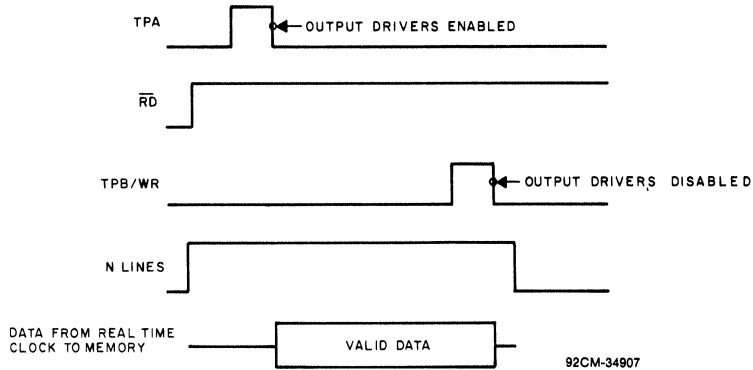 TPA
OUTPUT DRIVERS ENABLED
RD
TPB/WR
OUTPUT DRIVERS DISABLED
N LINES
DATA FROM REAL TIME
CLOCK TO MEMORY
VALID DATA
92CM-34907